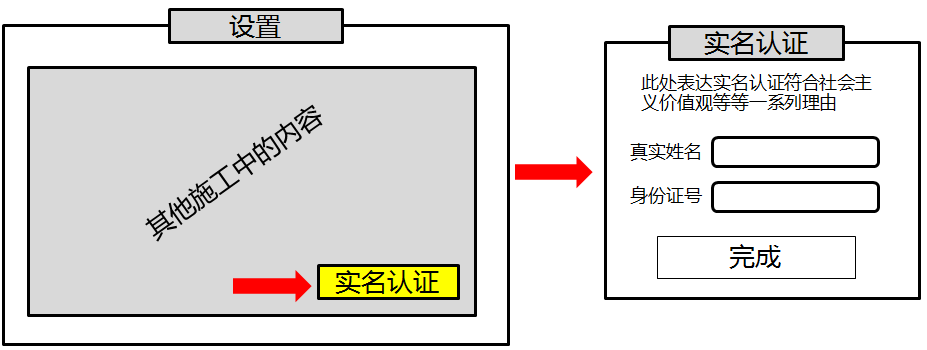 设置
其他施工中的内容
实名认证
实名认证
此处表达实名认证符合社会主
义价值观等等一系列理由
真实姓名
身份证号
完成